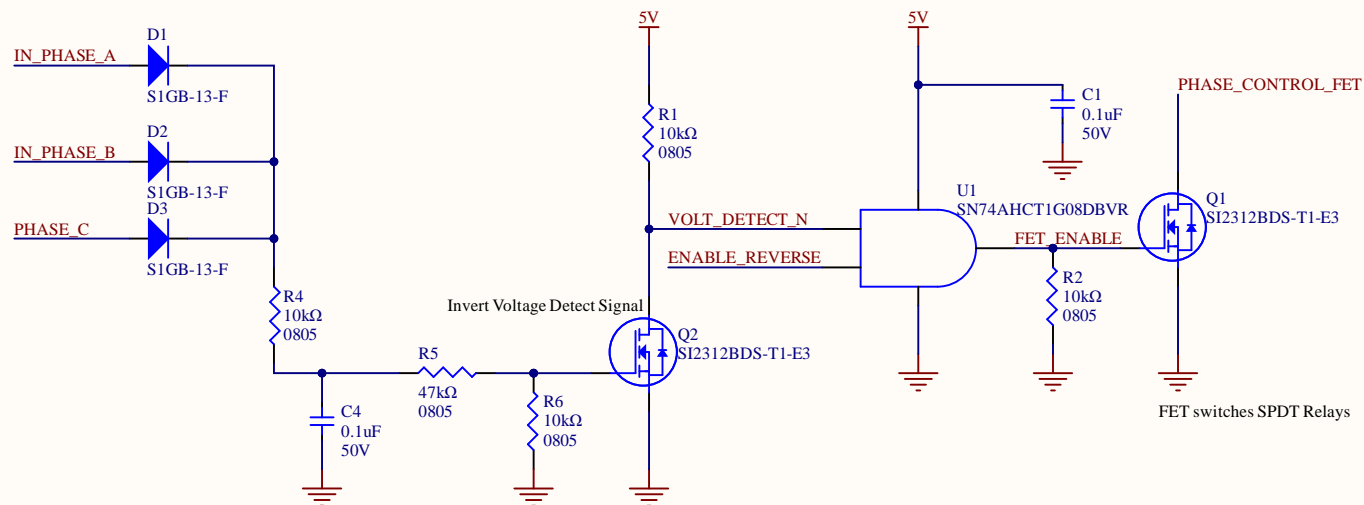 D1
IN_PHASE_A
S1GB-13-F
D2
IN_PHASE_B
S1GB-13-F
D3
PHASE_C
S1GB-13-F
R4
10kΩ
0805
C4
0.1uF
50V
R5
47kΩ
0805
R6
10kΩ
0805
Invert Voltage Detect Signal
Q2
SI2312BDS-T1-E3
5V
R1
10kΩ
0805
VOLT_DETECT_N
ENABLE_REVERSE
5V
C1
0.1uF
50V
U1
SN74AHCT1G08DBVR
FET_ENABLE
R2
10kΩ
0805
PHASE_CONTROL_FET
Q1
SI2312BDS-T1-E3
FET switches SPDT Relays